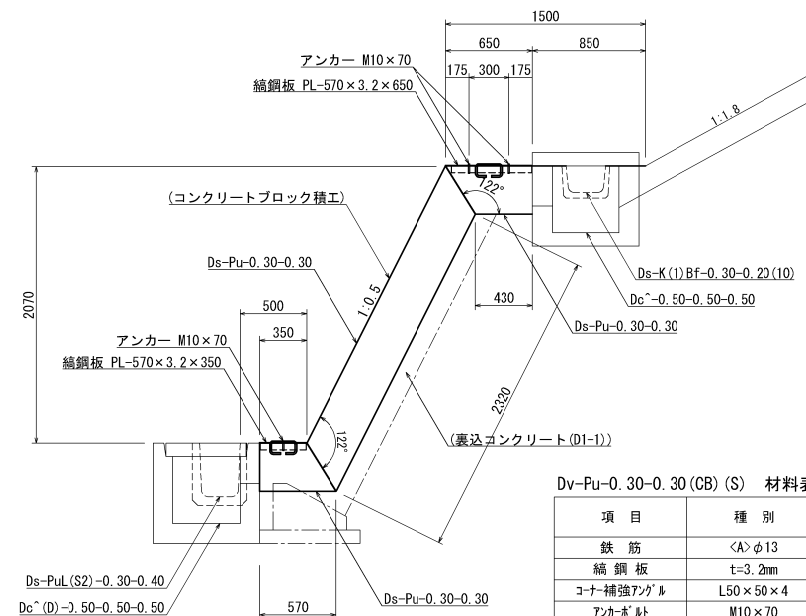 1500
650
850
アンカー M10×70
175
300
175
縞鋼板 PL-570×3.2×650
1:1.8
122°
(コンクリートブロック積工)
Ds-Pu-0.30-0.30
1:0.5
Ds-K(1)Bf-0.30-0.20(10)
430
Dc^-0.50-0.50-0.50
Ds-Pu-0.30-0.30
2070
500
350
アンカー M10×70
縞鋼板 PL-570×3.2×350
2320
122°
(裏込コンクリート(D1-1))
Dv-Pu-0.30-0.30(CB)(S) 材料表
項 目
種 別
鉄 筋
<A>φ13
縞 鋼 板
t=3.2mm
コーナー補強アングル
L50×50×4
アンカーボルト
M10×70
Ds-PuL(S2)-0.30-0.40
Dc^(D)-0.50-0.50-0.50
Ds-Pu-0.30-0.30
570